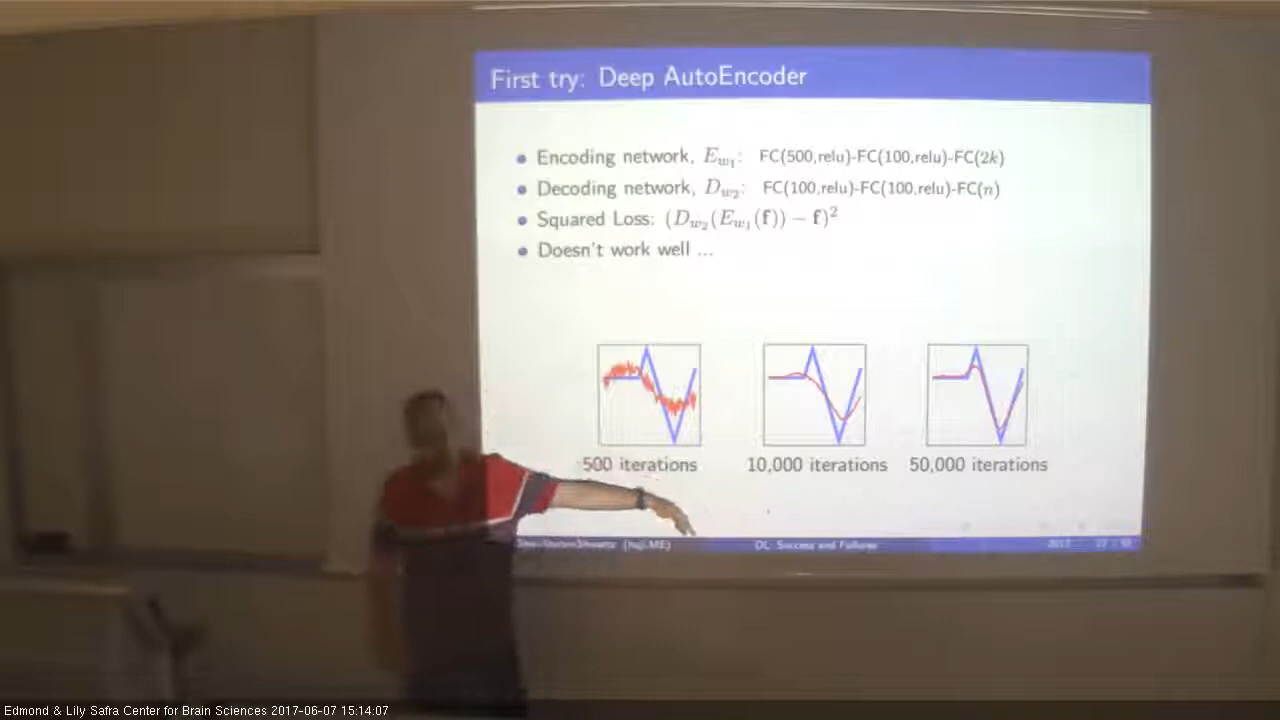 First try: Deep AutoEncoder
Encoding network, E_{w_1}: FC(500,relu)-FC(100,relu)-FC(2k)
Decoding network, D_{w_2}: FC(100,relu)-FC(100,relu)-FC(n)
Squared Loss: (D_{w_2}(E_{w_1}(f)) − f)²
Doesn't work well ...
500 iterations
10,000 iterations
50,000 iterations
DL: Success and Failures
2017
Edmond & Lily Safra Center for Brain Sciences 2017-06-07 15:14:07